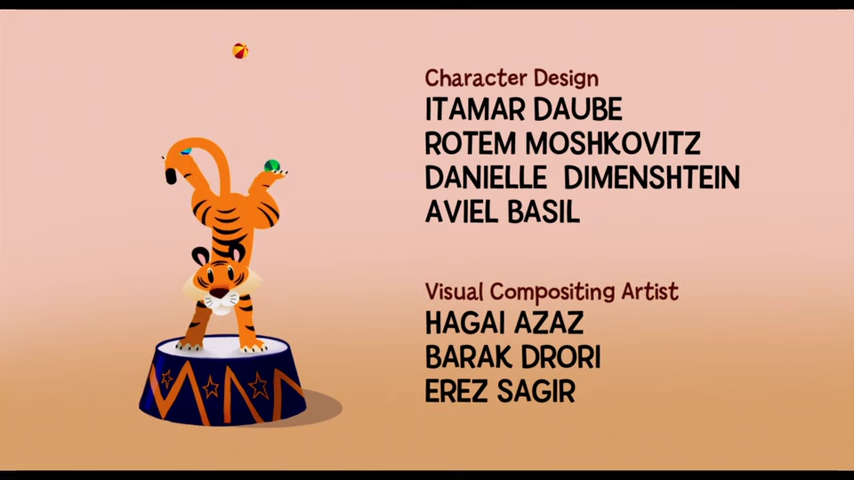 Character Design
ITAMAR DAUBE
ROTEM MOSHKOVITZ
DANIELLE DIMENSHTEIN
AVIEL BASIL
Visual Compositing Artist
HAGAI AZAZ
BARAK DRORI
EREZ SAGIR